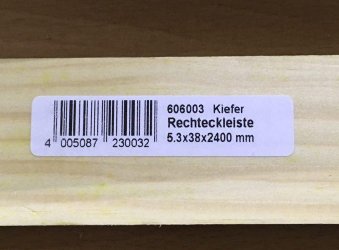 606003 Kiefer
Rechteckleiste
5.3x38x2400 mm
4 005087 230032